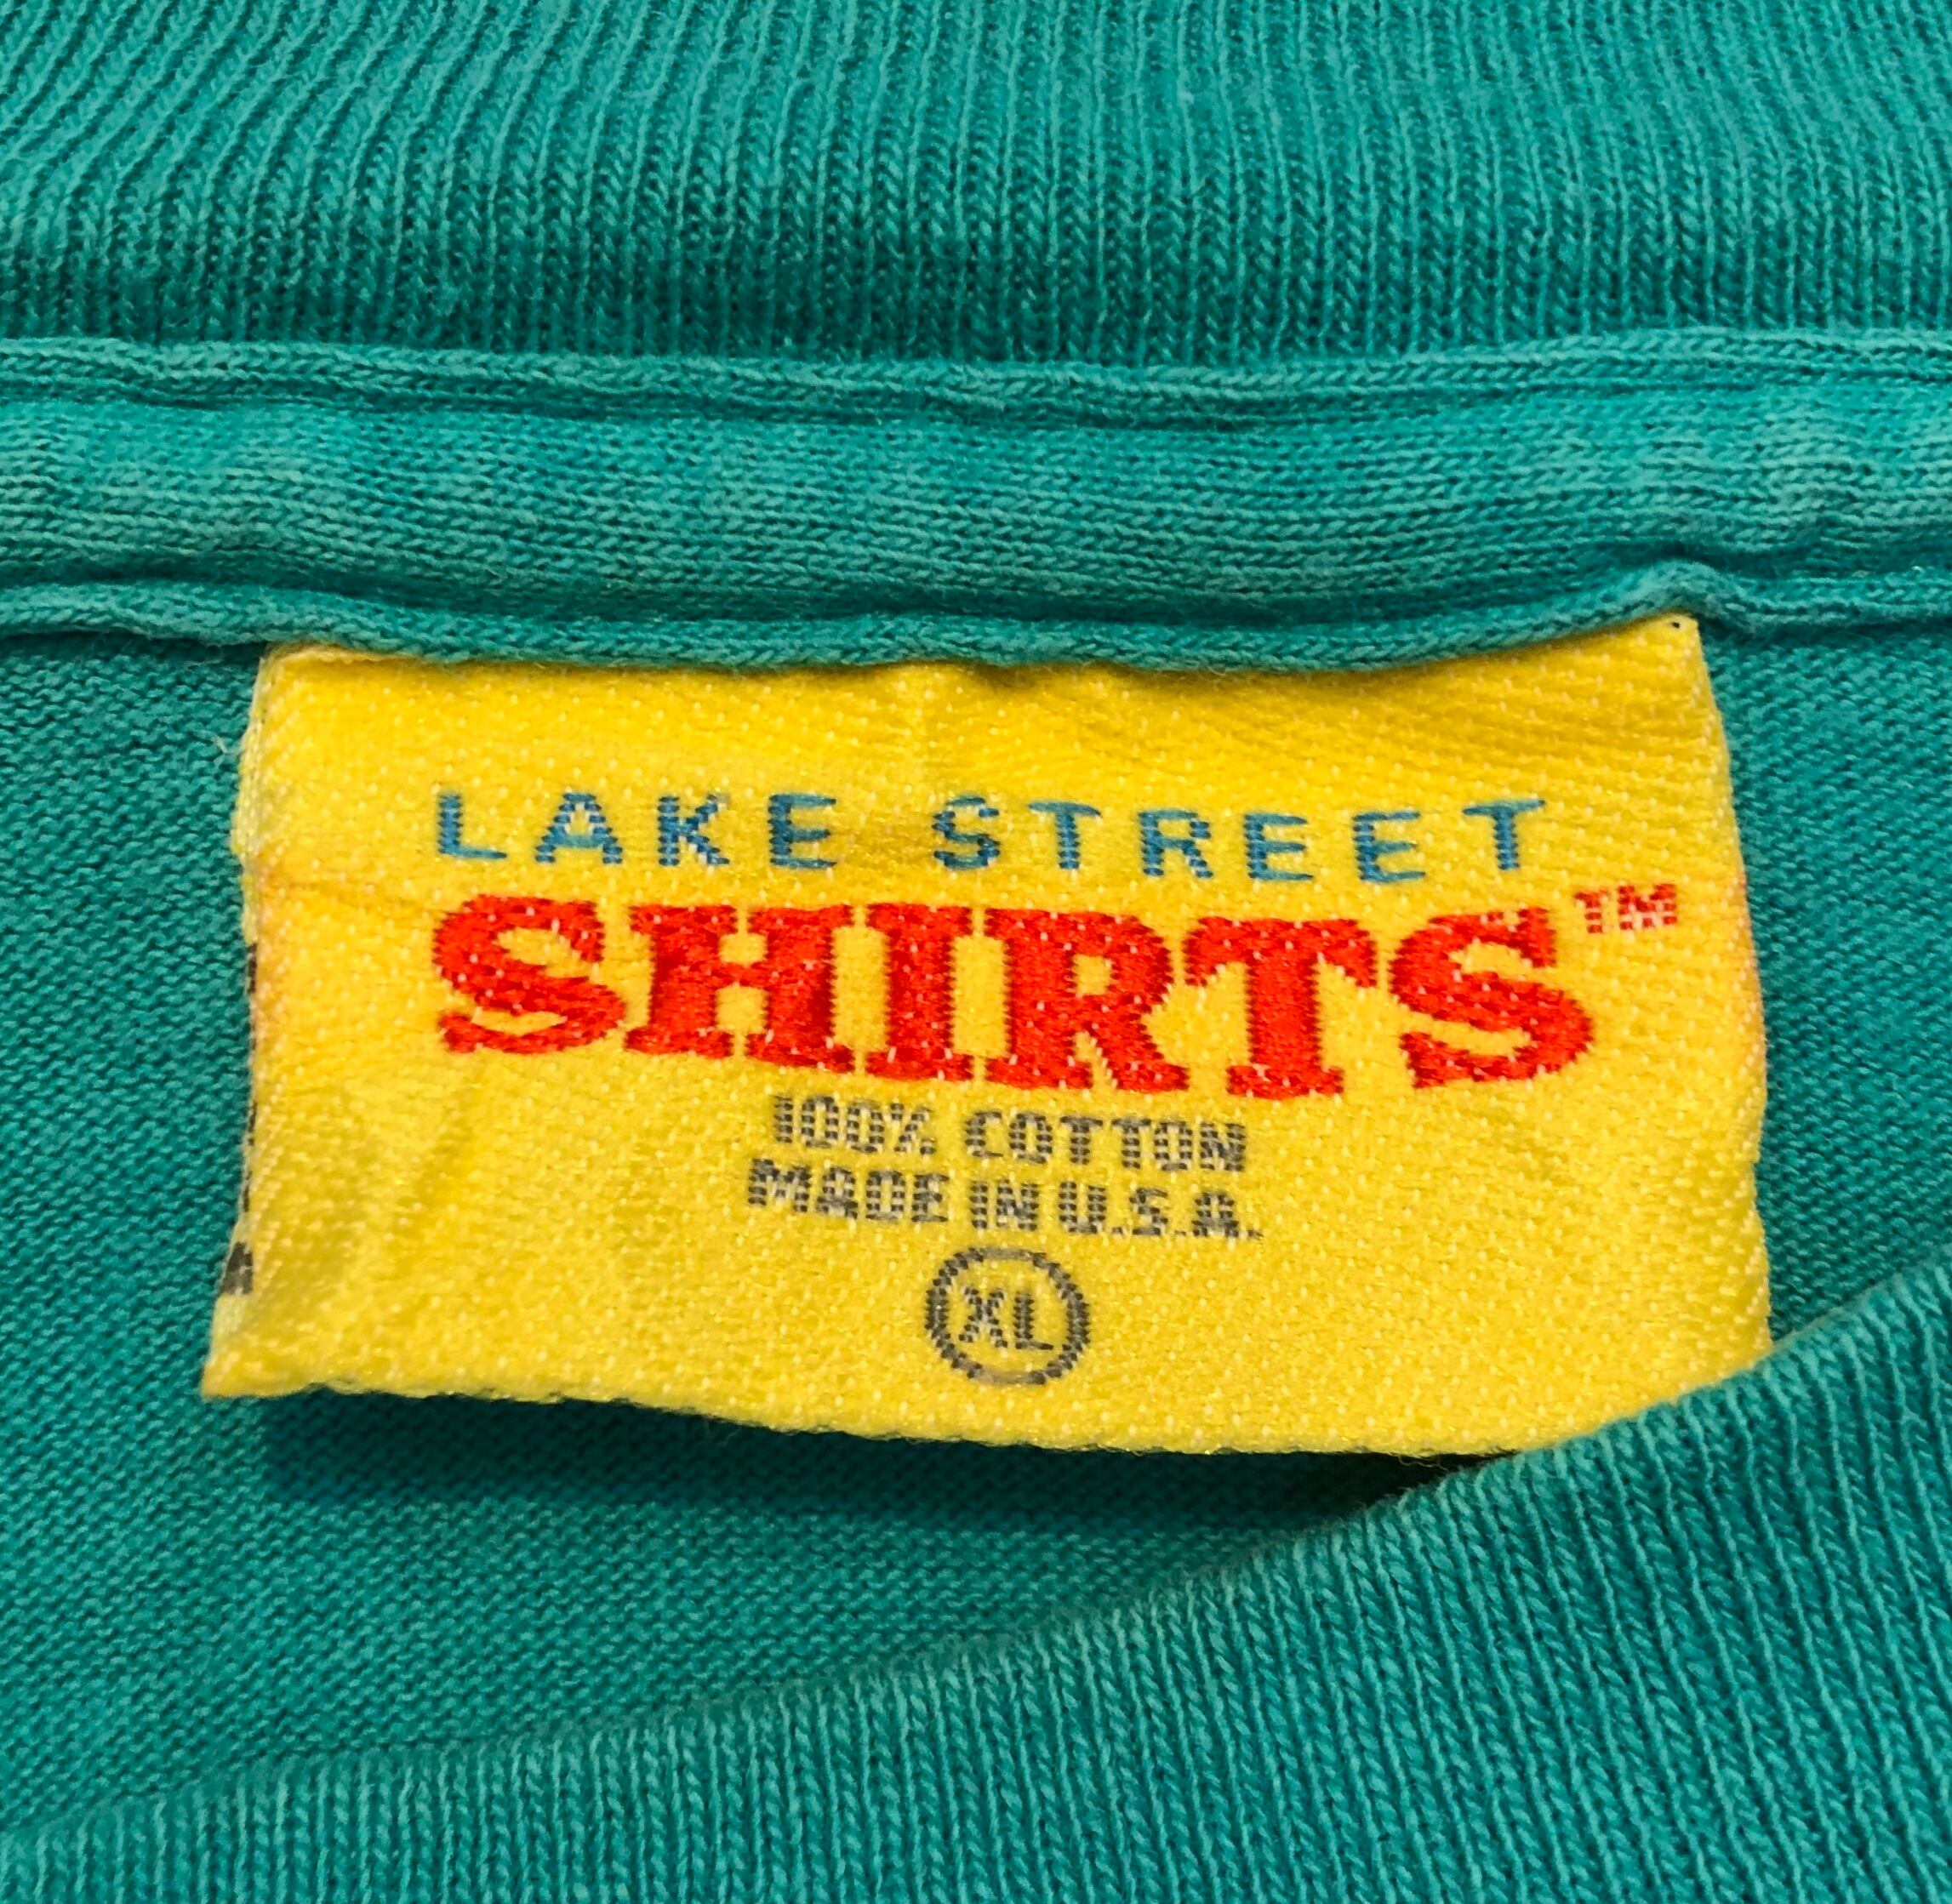 LAKE STREET
SHIRTS™
100% COTTON
MADE IN U.S.A.
XL